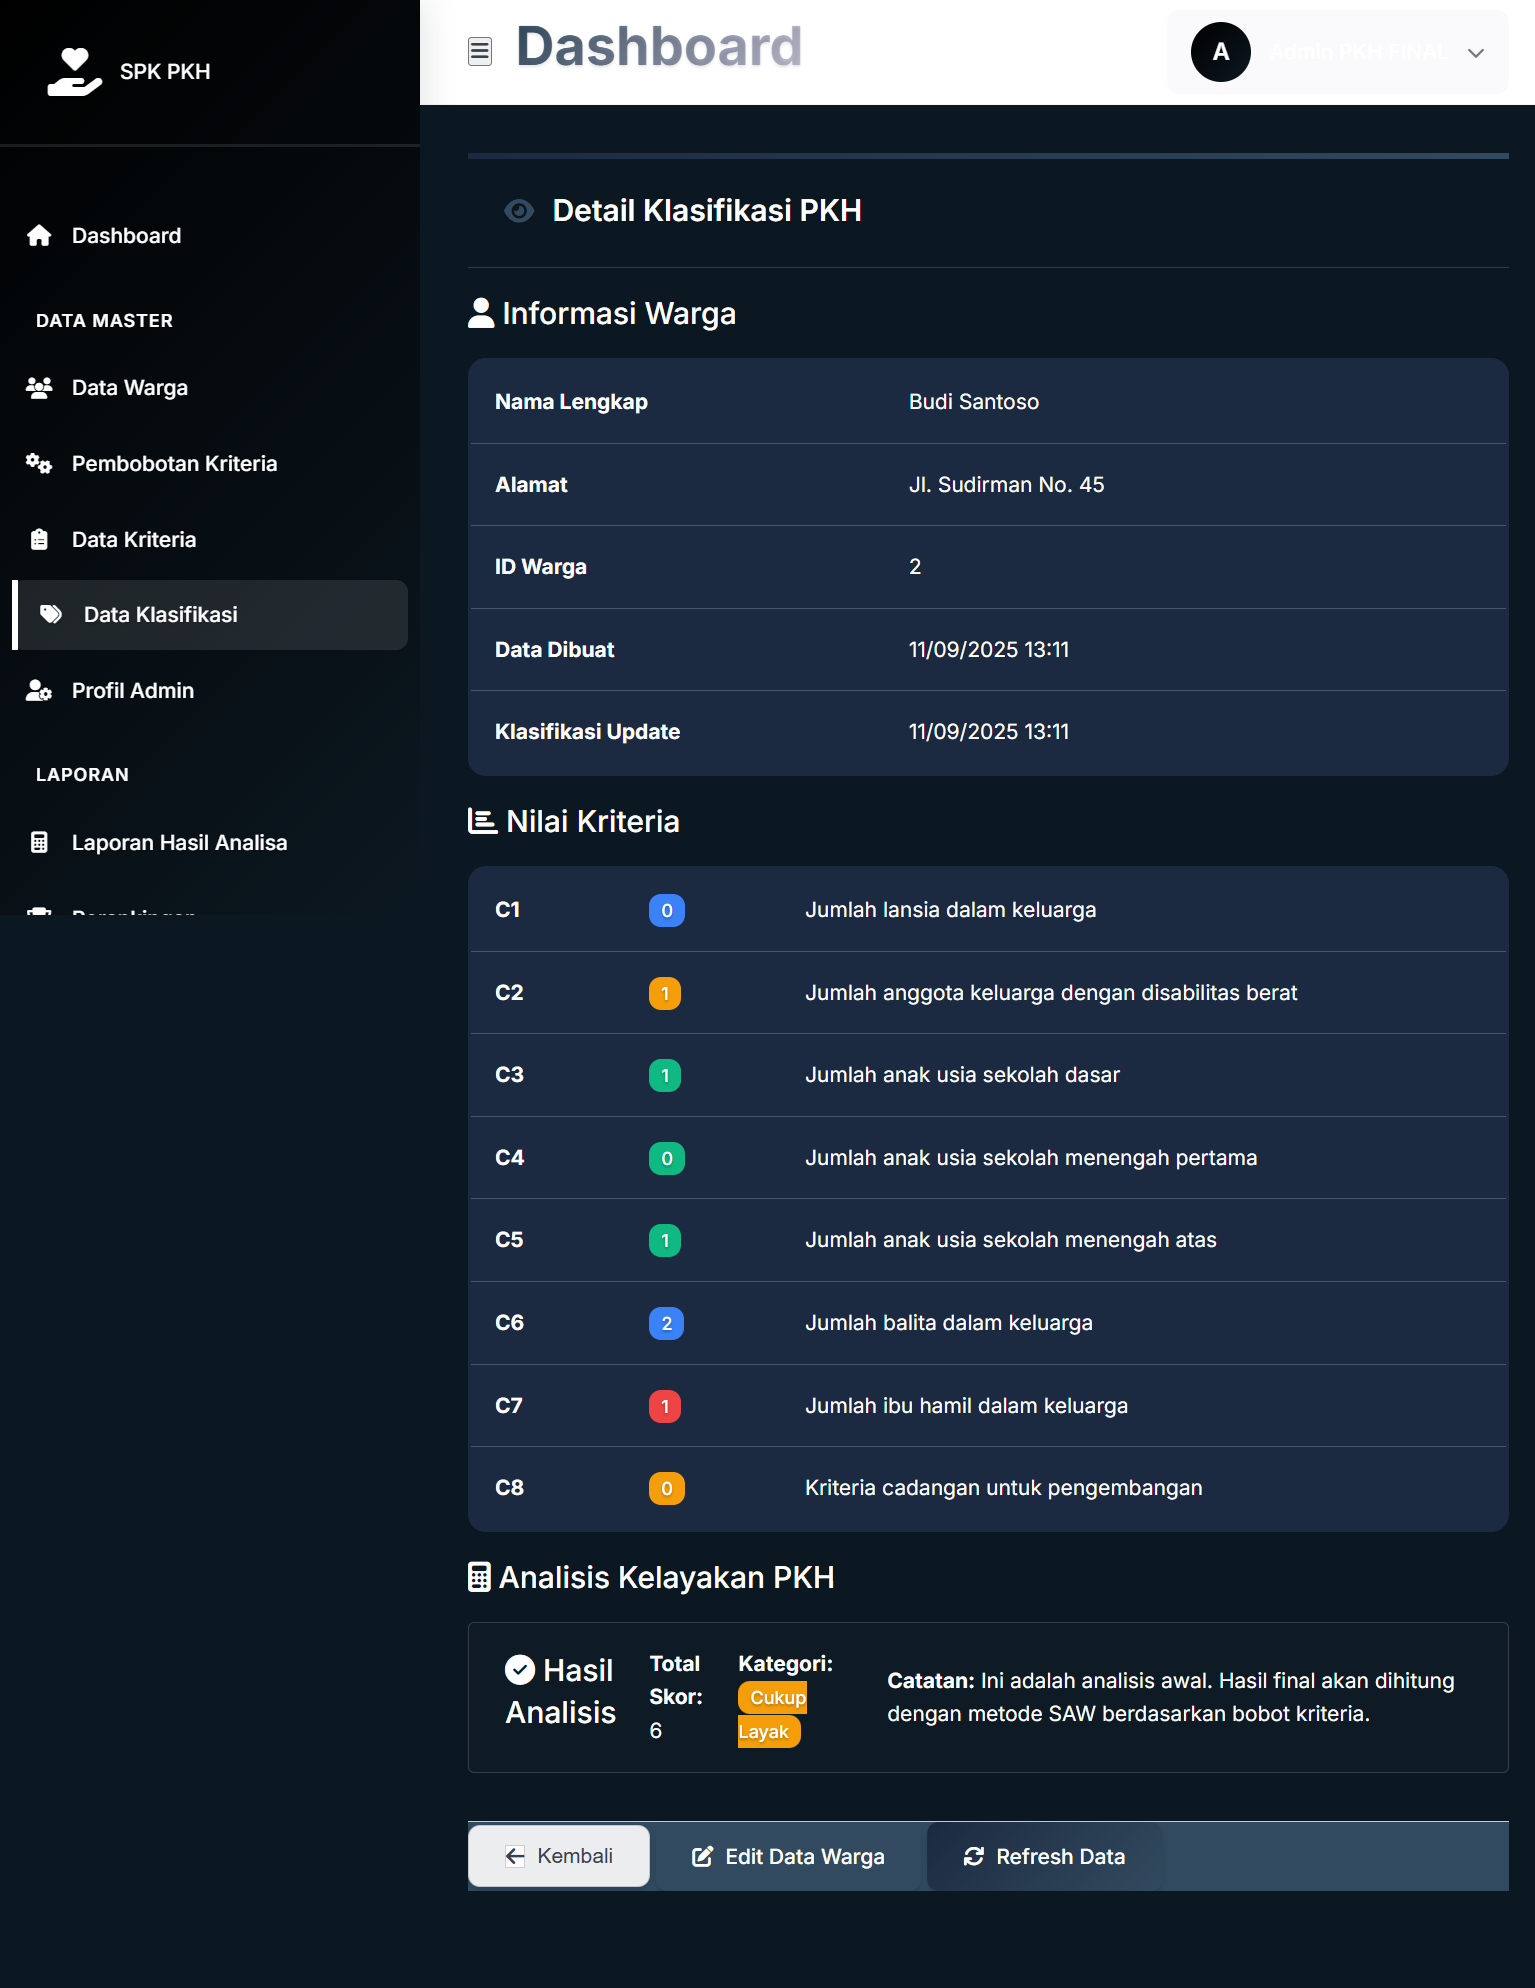 SPK PKH
Dashboard
DATA MASTER
Data Warga
Pembobotan Kriteria
Data Kriteria
Data Klasifikasi
Profil Admin
LAPORAN
Laporan Hasil Analisa
Dashboard
A
Admin PKH FINAL
Detail Klasifikasi PKH
Informasi Warga
Nama Lengkap Budi Santoso
Alamat Jl. Sudirman No. 45
ID Warga 2
Data Dibuat 11/09/2025 13:11
Klasifikasi Update 11/09/2025 13:11
Nilai Kriteria
C1 0 Jumlah lansia dalam keluarga
C2 1 Jumlah anggota keluarga dengan disabilitas berat
C3 1 Jumlah anak usia sekolah dasar
C4 0 Jumlah anak usia sekolah menengah pertama
C5 1 Jumlah anak usia sekolah menengah atas
C6 2 Jumlah balita dalam keluarga
C7 1 Jumlah ibu hamil dalam keluarga
C8 0 Kriteria cadangan untuk pengembangan
Analisis Kelayakan PKH
Hasil
Analisis
Total
Skor:
6
Kategori:
Cukup
Layak
Catatan: Ini adalah analisis awal. Hasil final akan dihitung
dengan metode SAW berdasarkan bobot kriteria.
Kembali
Edit Data Warga
Refresh Data